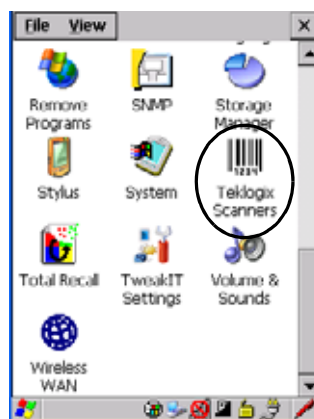 File View
Remove
Programs
SNMP
Storage
Manager
Stylus
System
1234
Teklogix
Scanners
Total Recall
TweakIT
Settings
Volume &
Sounds
Wireless
WAN